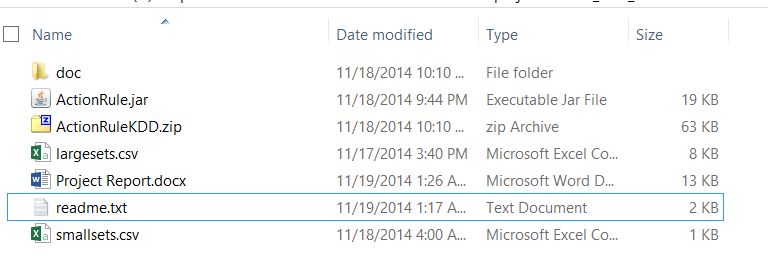 Name Date modified Type Size
doc 11/18/2014 10:10 ... File folder
ActionRule.jar 11/18/2014 9:44 PM Executable Jar File 19 KB
ActionRuleKDD.zip 11/18/2014 10:10 ... zip Archive 63 KB
largesets.csv 11/17/2014 3:40 PM Microsoft Excel Co... 8 KB
Project Report.docx 11/19/2014 1:26 A... Microsoft Word D... 13 KB
readme.txt 11/19/2014 1:17 A... Text Document 2 KB
smallsets.csv 11/18/2014 4:00 A... Microsoft Excel Co... 1 KB